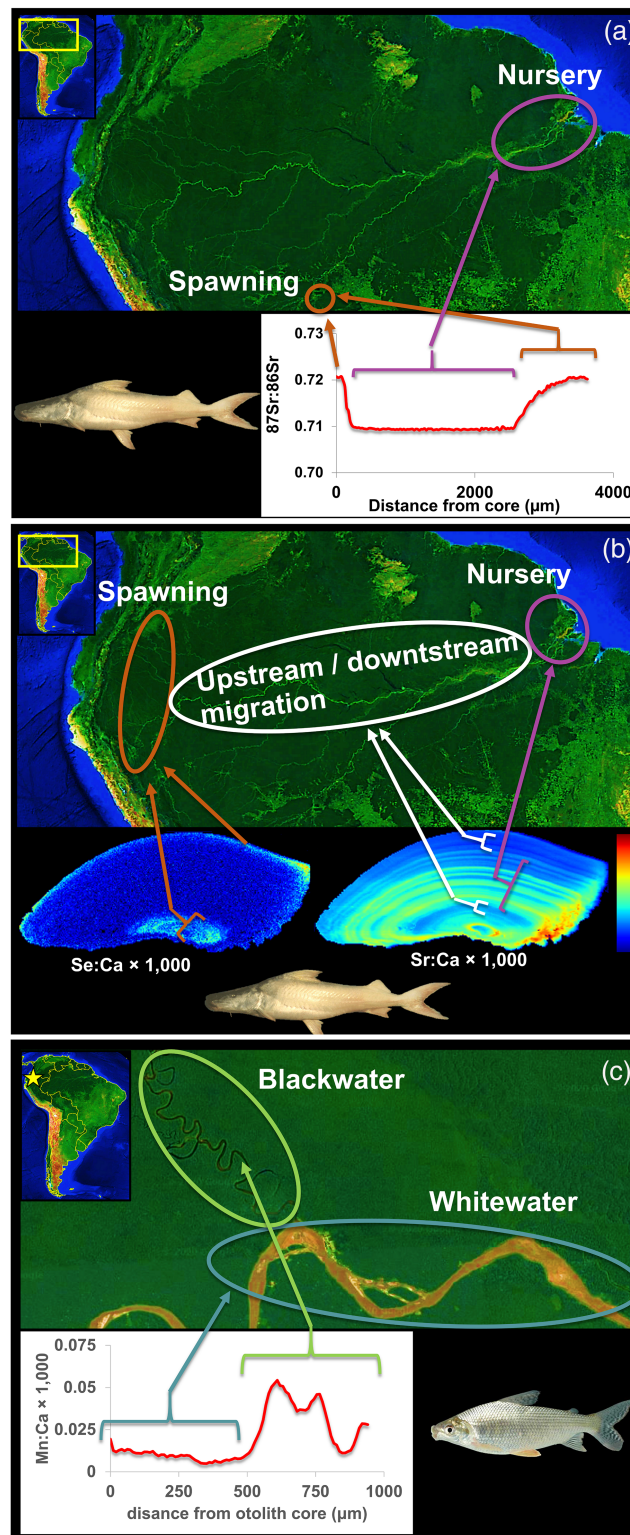 (a)
Nursery
Spawning
0.73
0.72
0.71
0.70
87Sr:86Sr
0
2000
4000
Distance from core (µm)
(b)
Spawning
Nursery
Upstream / downtstream
migration
Se:Ca × 1,000
Sr:Ca × 1,000
(c)
Blackwater
Whitewater
0.075
0.05
0.025
0
Mn:Ca × 1,000
0
250
500
750
1000
disance from otolith core (µm)